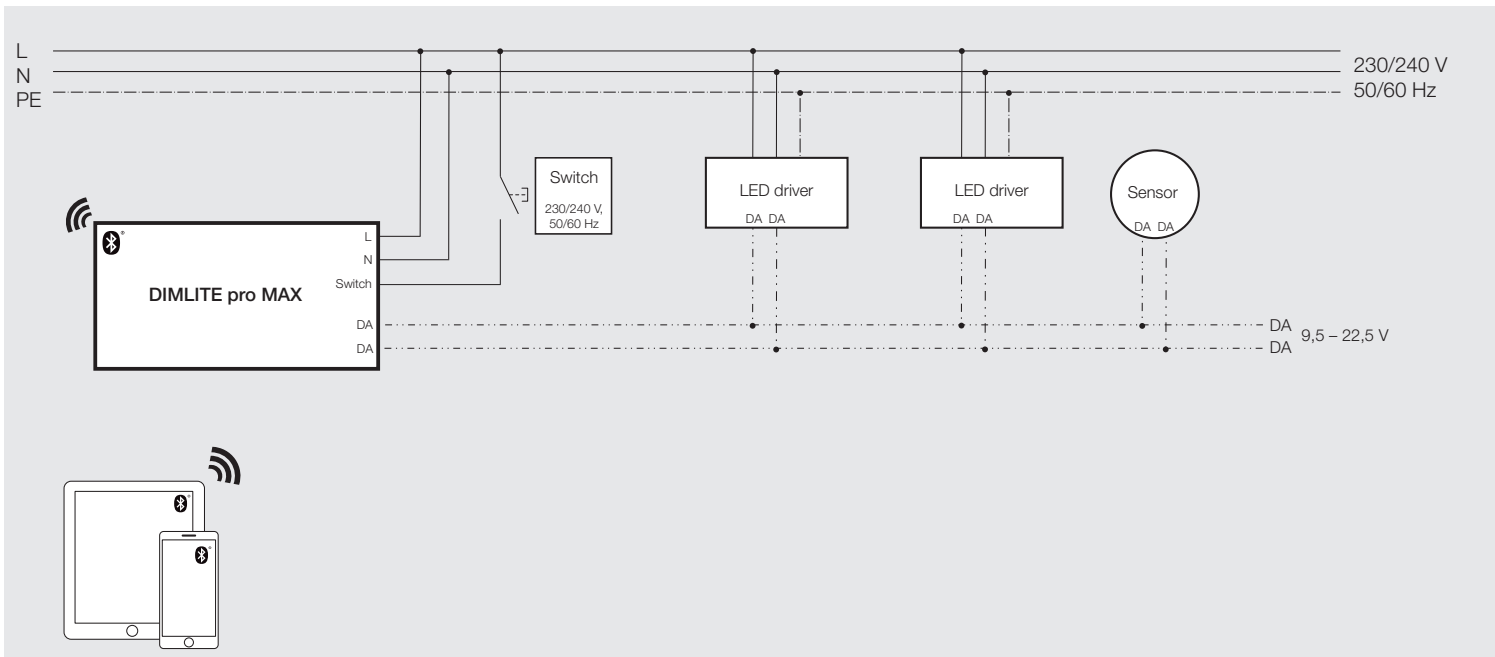 L
N
PE
230/240 V
50/60 Hz
Switch
230/240 V,
50/60 Hz
LED driver
DA DA
LED driver
DA DA
Sensor
DA DA
®
DIMLITE pro MAX
L
N
Switch
DA
DA
DA
DA
9,5 – 22,5 V
®
®